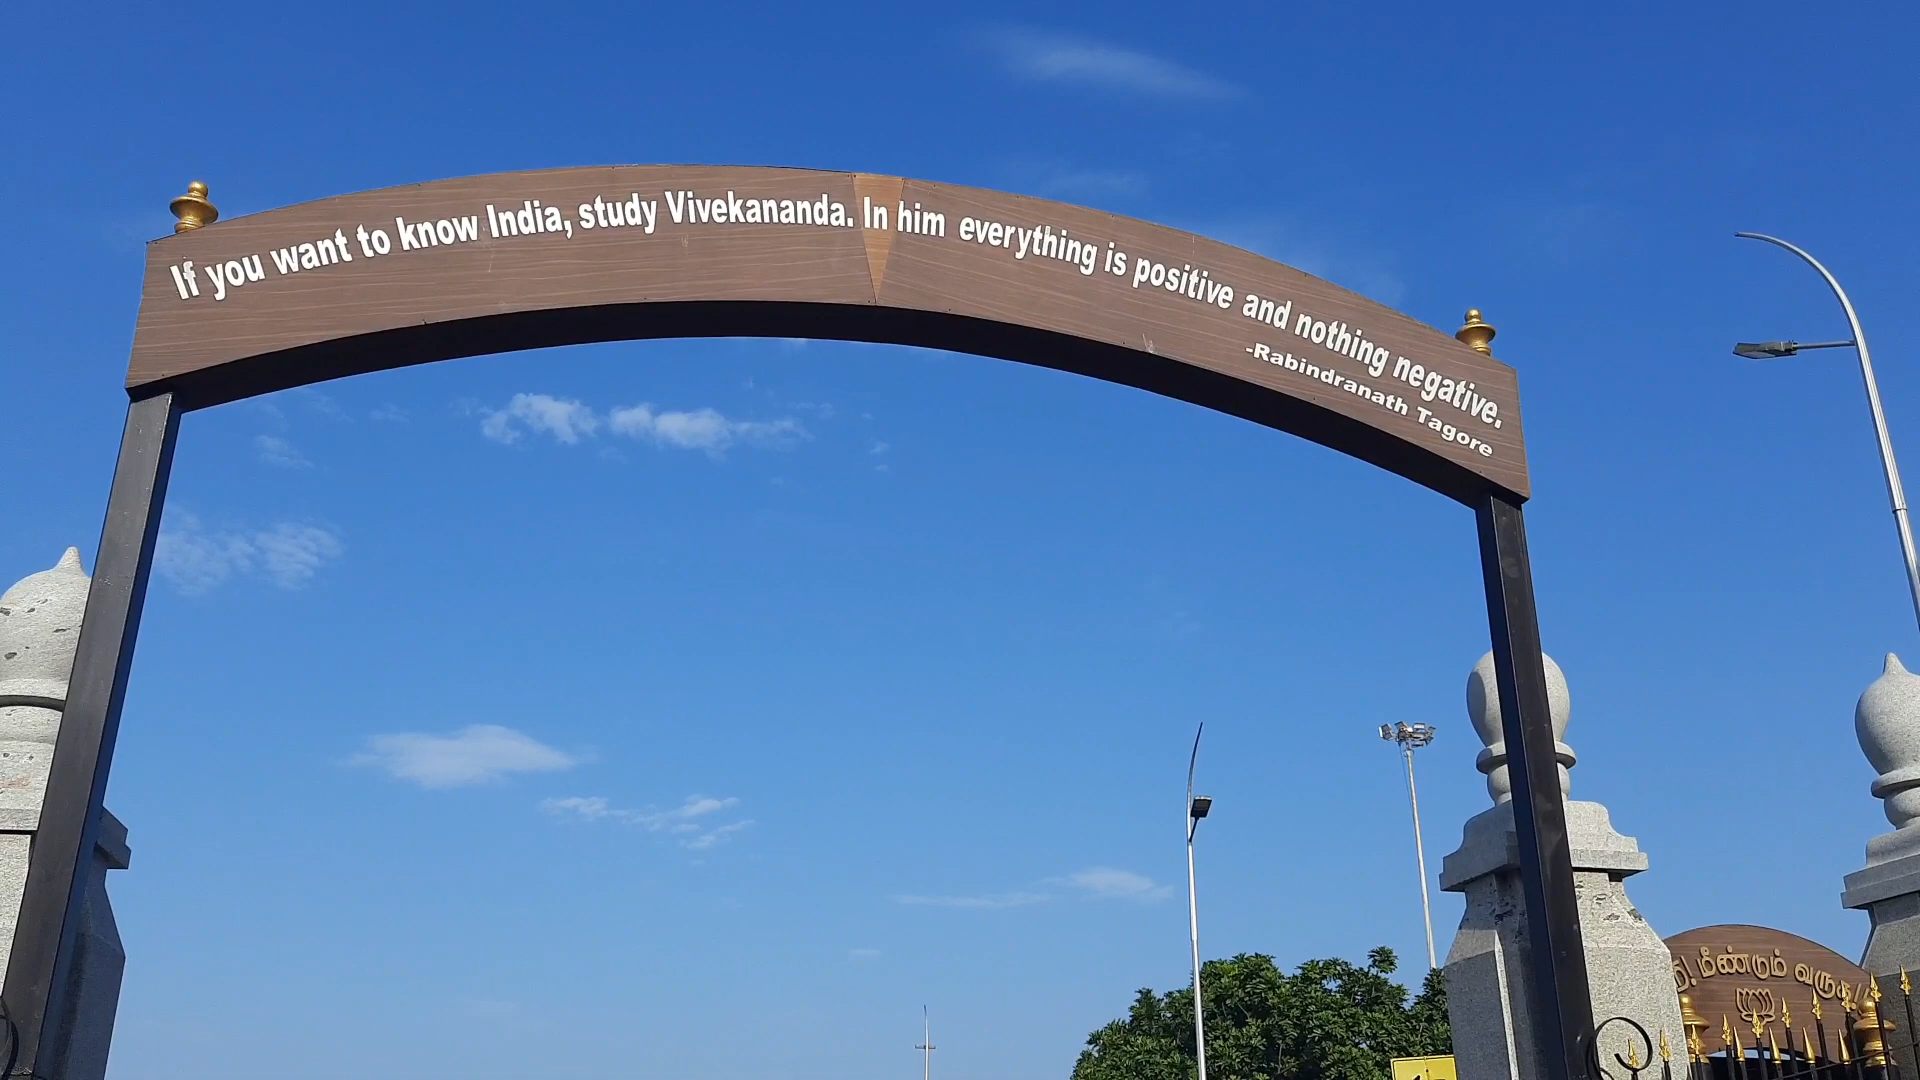 If you want to know India, study Vivekananda. In him everything is positive and nothing negative.
-Rabindranath Tagore
மீண்டும் வருக